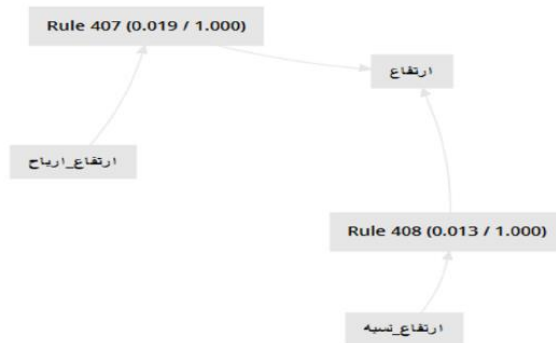 Rule 407 (0.019 / 1.000)
ارتفاع
ارتفاع_ارباح
Rule 408 (0.013 / 1.000)
ارتفاع_نسبه